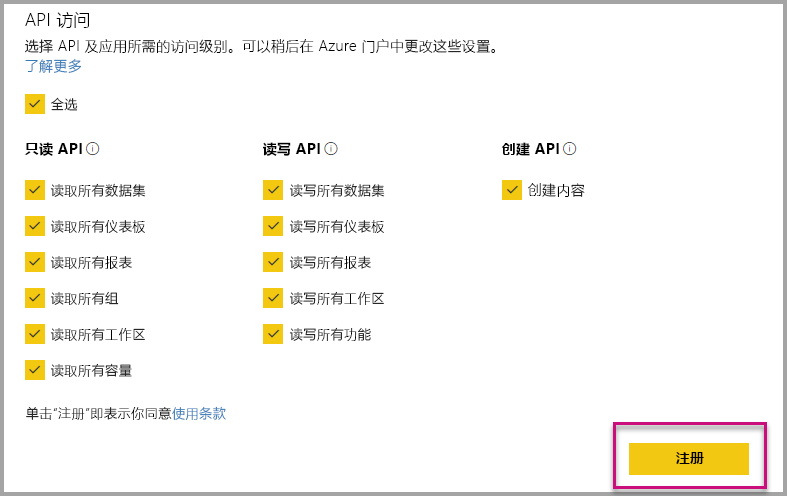 API 访问
选择 API 及应用所需的访问级别。可以稍后在 Azure 门户中更改这些设置。
了解更多
全选
只读 API
读取所有数据集
读取所有仪表板
读取所有报表
读取所有组
读取所有工作区
读取所有容量
读写 API
读写所有数据集
读写所有仪表板
读写所有报表
读写所有工作区
读写所有功能
创建 API
创建内容
单击“注册”即表示你同意使用条款
注册